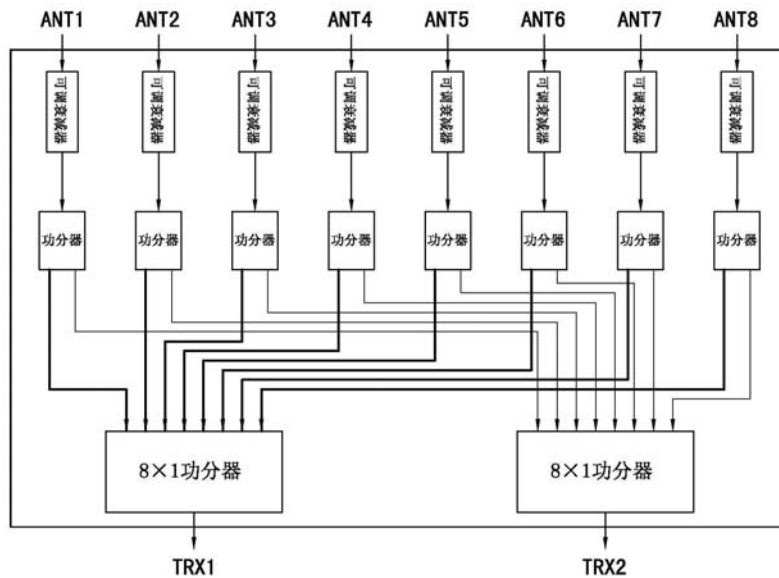 ANT1 ANT2 ANT3 ANT4 ANT5 ANT6 ANT7 ANT8
可调衰减器 可调衰减器 可调衰减器 可调衰减器 可调衰减器 可调衰减器 可调衰减器 可调衰减器
功分器 功分器 功分器 功分器 功分器 功分器 功分器 功分器
8×1功分器 8×1功分器
TRX1 TRX2